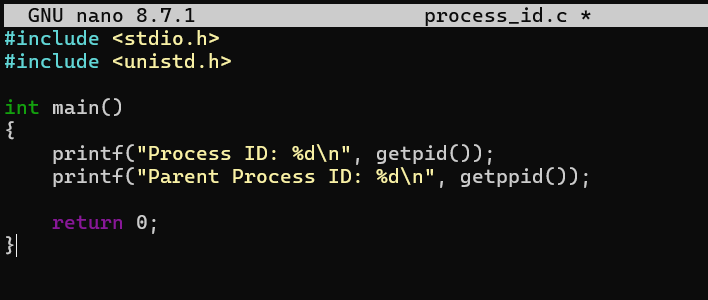 GNU nano 8.7.1 process_id.c *
#include <stdio.h>
#include <unistd.h>
int main()
{
    printf("Process ID: %d\n", getpid());
    printf("Parent Process ID: %d\n", getppid());
    return 0;
}